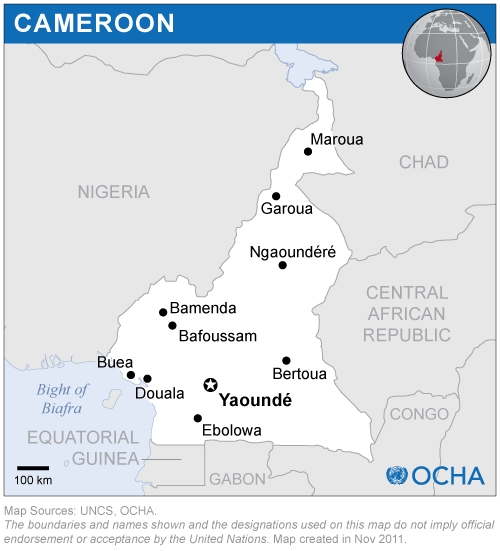 CAMEROON
Maroua
CHAD
NIGERIA
Garoua
Ngaoundéré
CENTRAL
AFRICAN
REPUBLIC
Bamenda
Bafoussam
Buea
Bertoua
Bight of
Biafra
Douala
Yaoundé
CONGO
Ebolowa
EQUATORIAL
GUINEA
GABON
OCHA
100 km
Map Sources: UNCS, OCHA.
The boundaries and names shown and the designations used on this map do not imply official
endorsement or acceptance by the United Nations. Map created in Nov 2011.